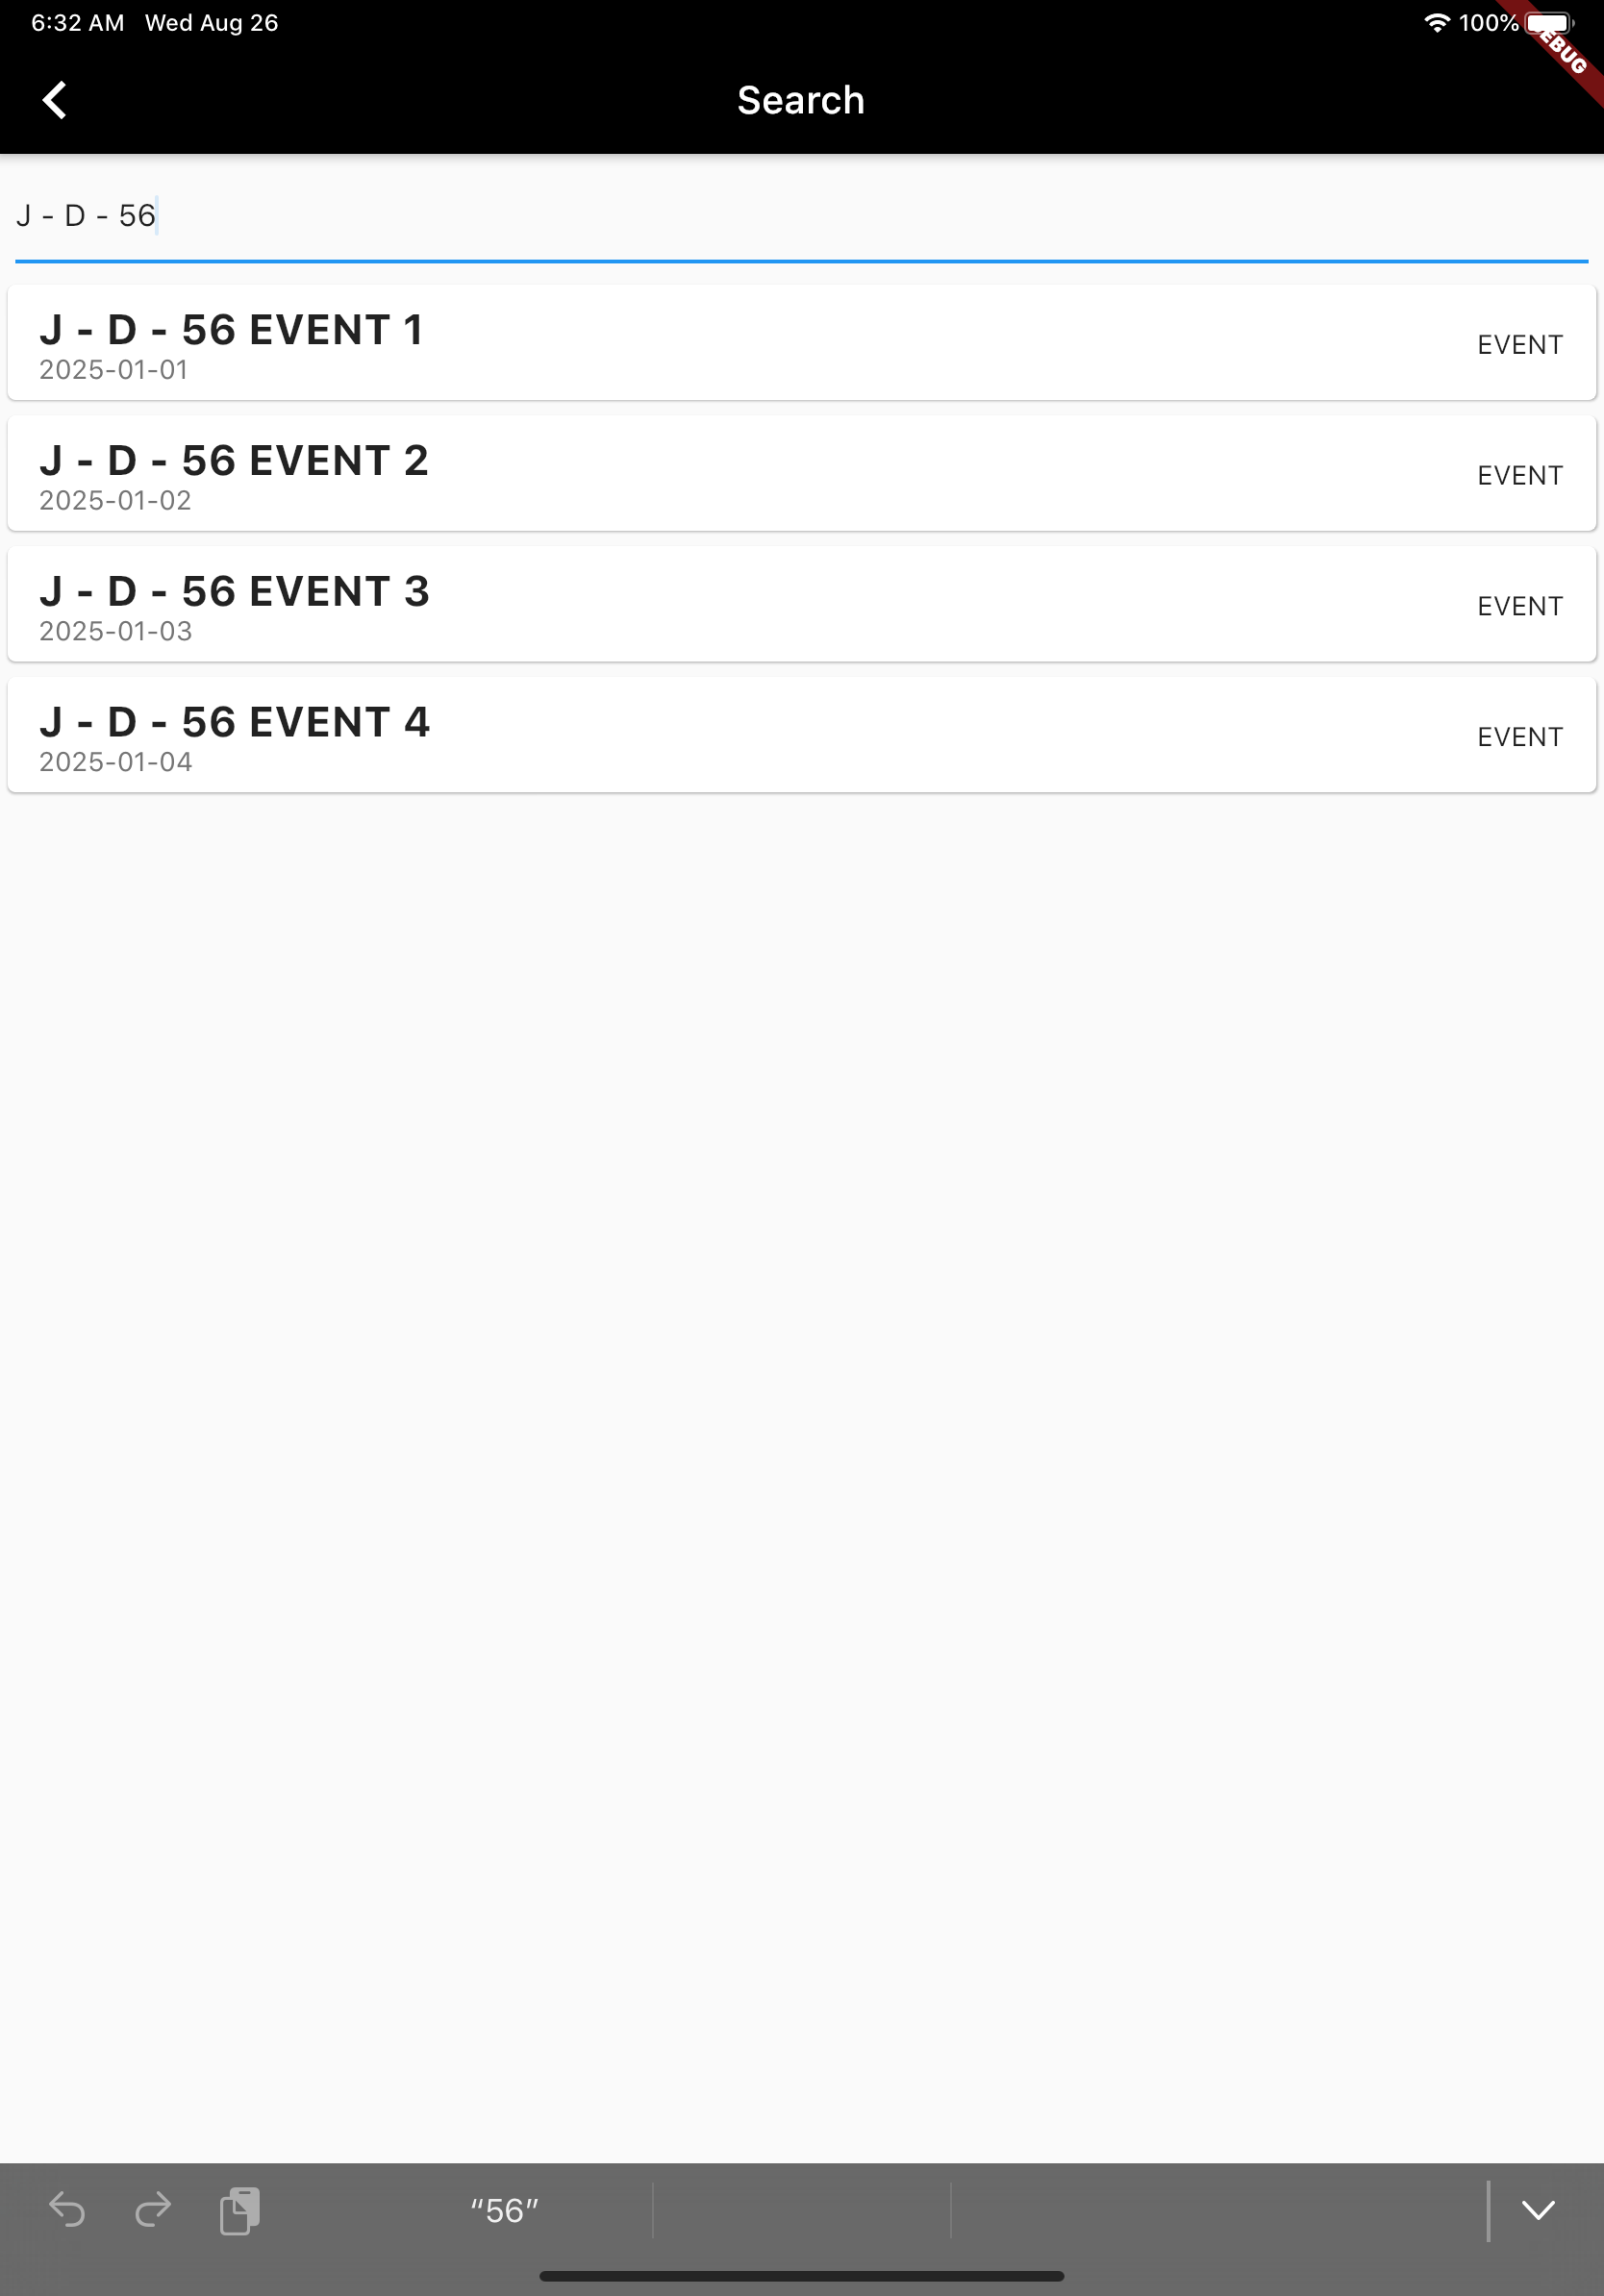 6:32 AM Wed Aug 26 100%
EBUG
Search
J - D - 56
J - D - 56 EVENT 1
2025-01-01
EVENT
J - D - 56 EVENT 2
2025-01-02
EVENT
J - D - 56 EVENT 3
2025-01-03
EVENT
J - D - 56 EVENT 4
2025-01-04
EVENT
“56”